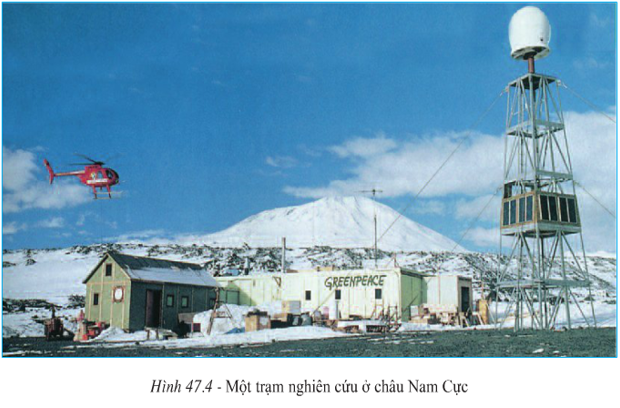 GREENPEACE
Hình 47.4 - Một trạm nghiên cứu ở châu Nam Cực